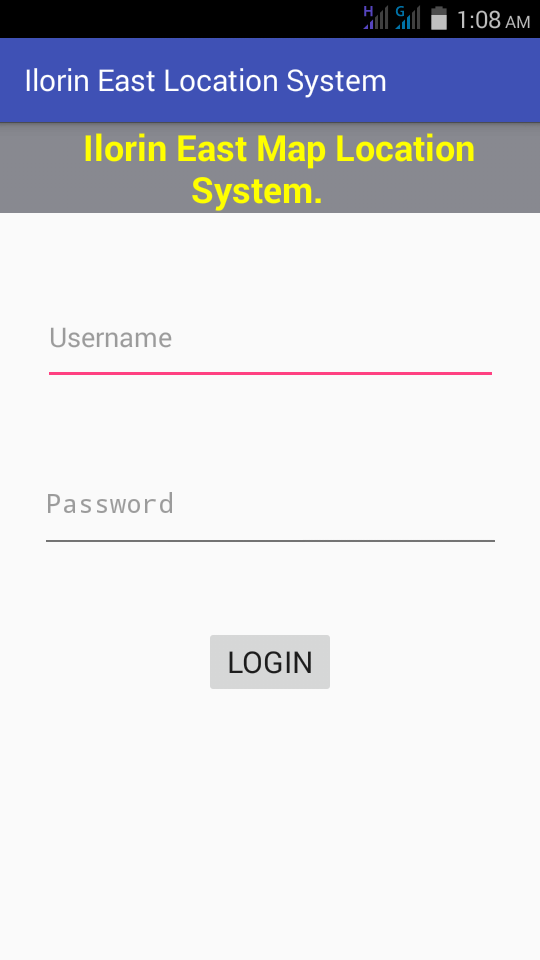 H G 1:08 AM
Ilorin East Location System
Ilorin East Map Location
System.
Username
Password
LOGIN